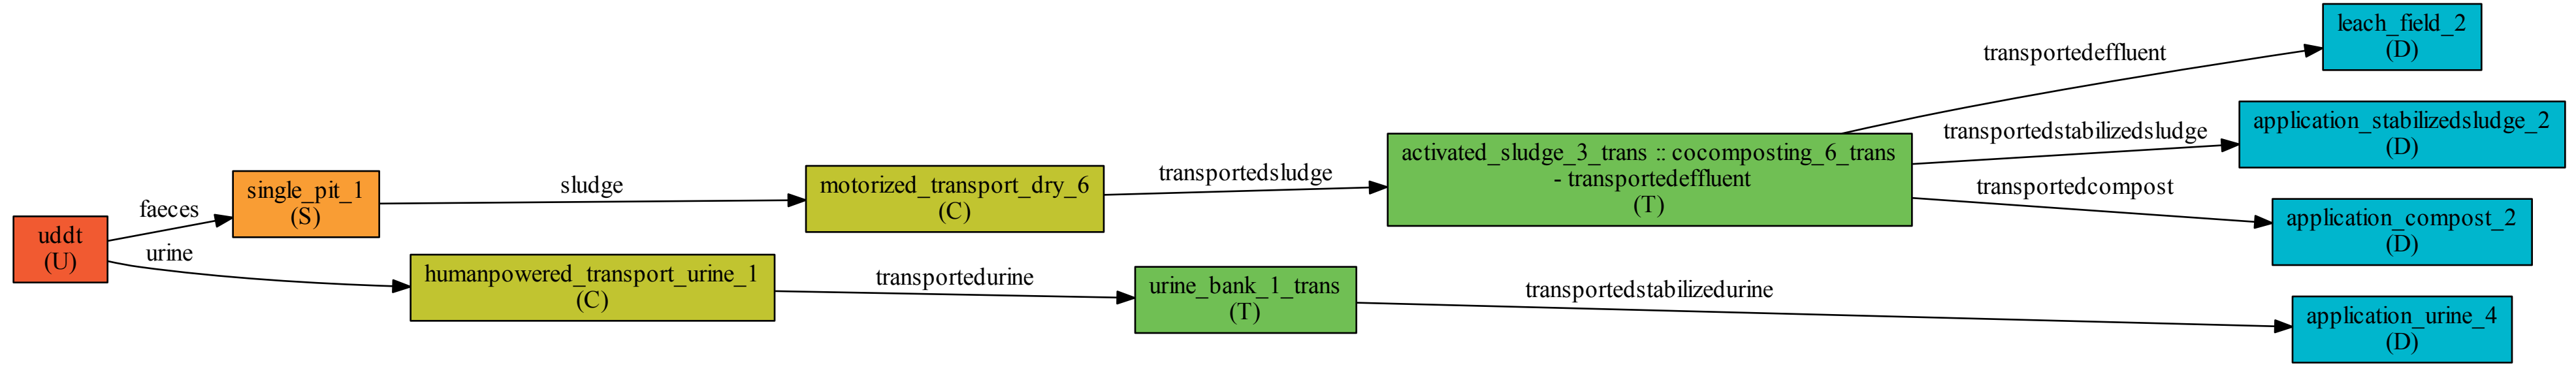 uddt
(U)
faeces
urine
single_pit_1
(S)
sludge
humanpowered_transport_urine_1
(C)
motorized_transport_dry_6
(C)
transportedurine
transportedsludge
urine_bank_1_trans
(T)
activated_sludge_3_trans :: cocomposting_6_trans
- transportedeffluent
(T)
transportedstabilizedurine
transportedeffluent
transportedstabilizedsludge
transportedcompost
leach_field_2
(D)
application_stabilizedsludge_2
(D)
application_compost_2
(D)
application_urine_4
(D)